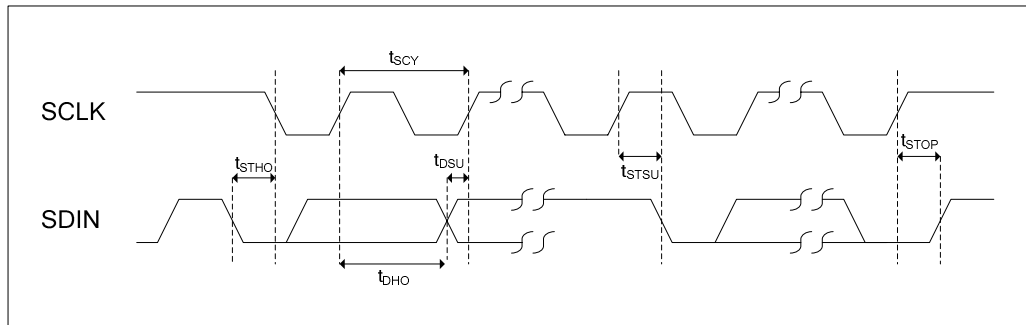 tSCY
SCLK
tSTHO
tDSU
tSTSU
tSTOP
SDIN
tDHO